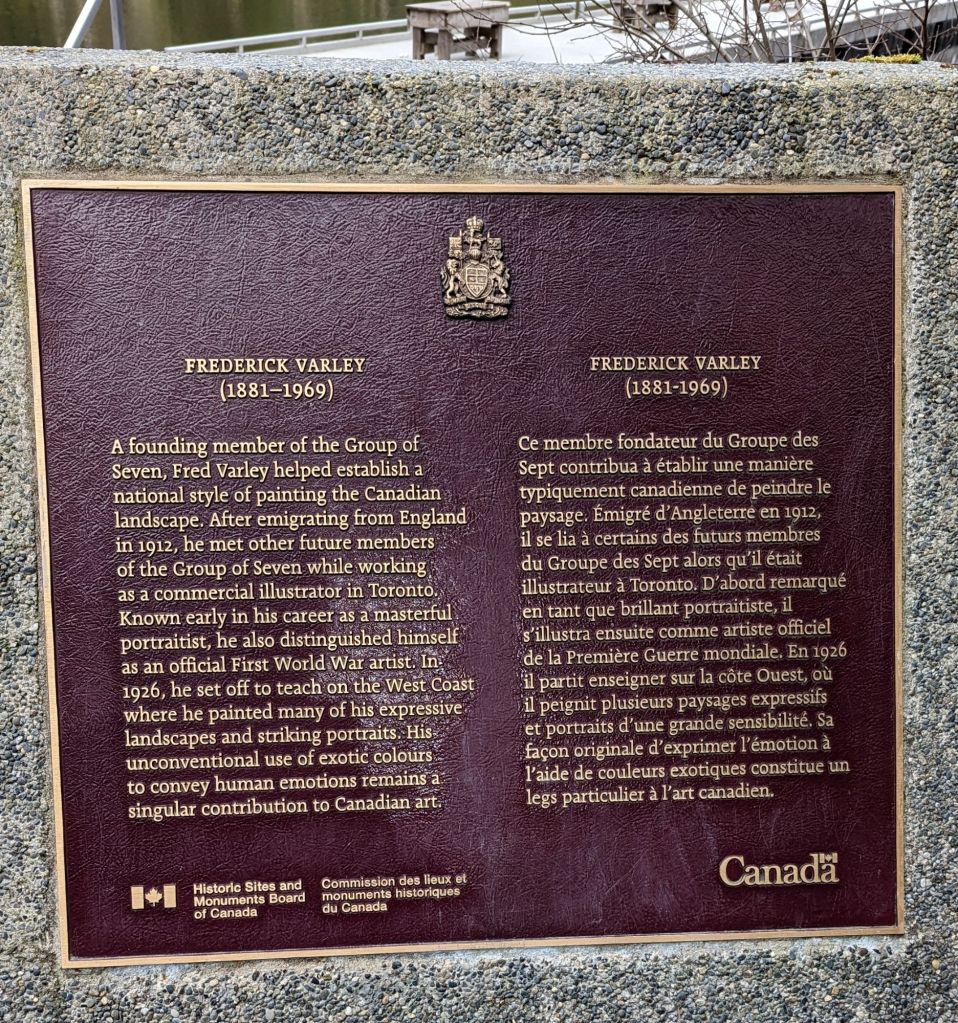 FREDERICK VARLEY
(1881–1969)
A founding member of the Group of
Seven, Fred Varley helped establish a
national style of painting the Canadian
landscape. After emigrating from England
in 1912, he met other future members
of the Group of Seven while working
as a commercial illustrator in Toronto.
Known early in his career as a masterful
portraitist, he also distinguished himself
as an official First World War artist. In
1926, he set off to teach on the West Coast
where he painted many of his expressive
landscapes and striking portraits. His
unconventional use of exotic colours
to convey human emotions remains a
singular contribution to Canadian art.
FREDERICK VARLEY
(1881-1969)
Ce membre fondateur du Groupe des
Sept contribua à établir une manière
typiquement canadienne de peindre le
paysage. Émigré d'Angleterre en 1912,
il se lia à certains des futurs membres
du Groupe des Sept alors qu'il était
illustrateur à Toronto. D'abord remarqué
en tant que brillant portraitiste, il
s'illustra ensuite comme artiste officiel
de la Première Guerre mondiale. En 1926
il partit enseigner sur la côte Ouest, où
il peignit plusieurs paysages expressifs
et portraits d'une grande sensibilité. Sa
façon originale d'exprimer l'émotion à
l'aide de couleurs exotiques constitue un
legs particulier à l'art canadien.
Historic Sites and
Monuments Board
of Canada
Commission des lieux et
monuments historiques
du Canada
Canada